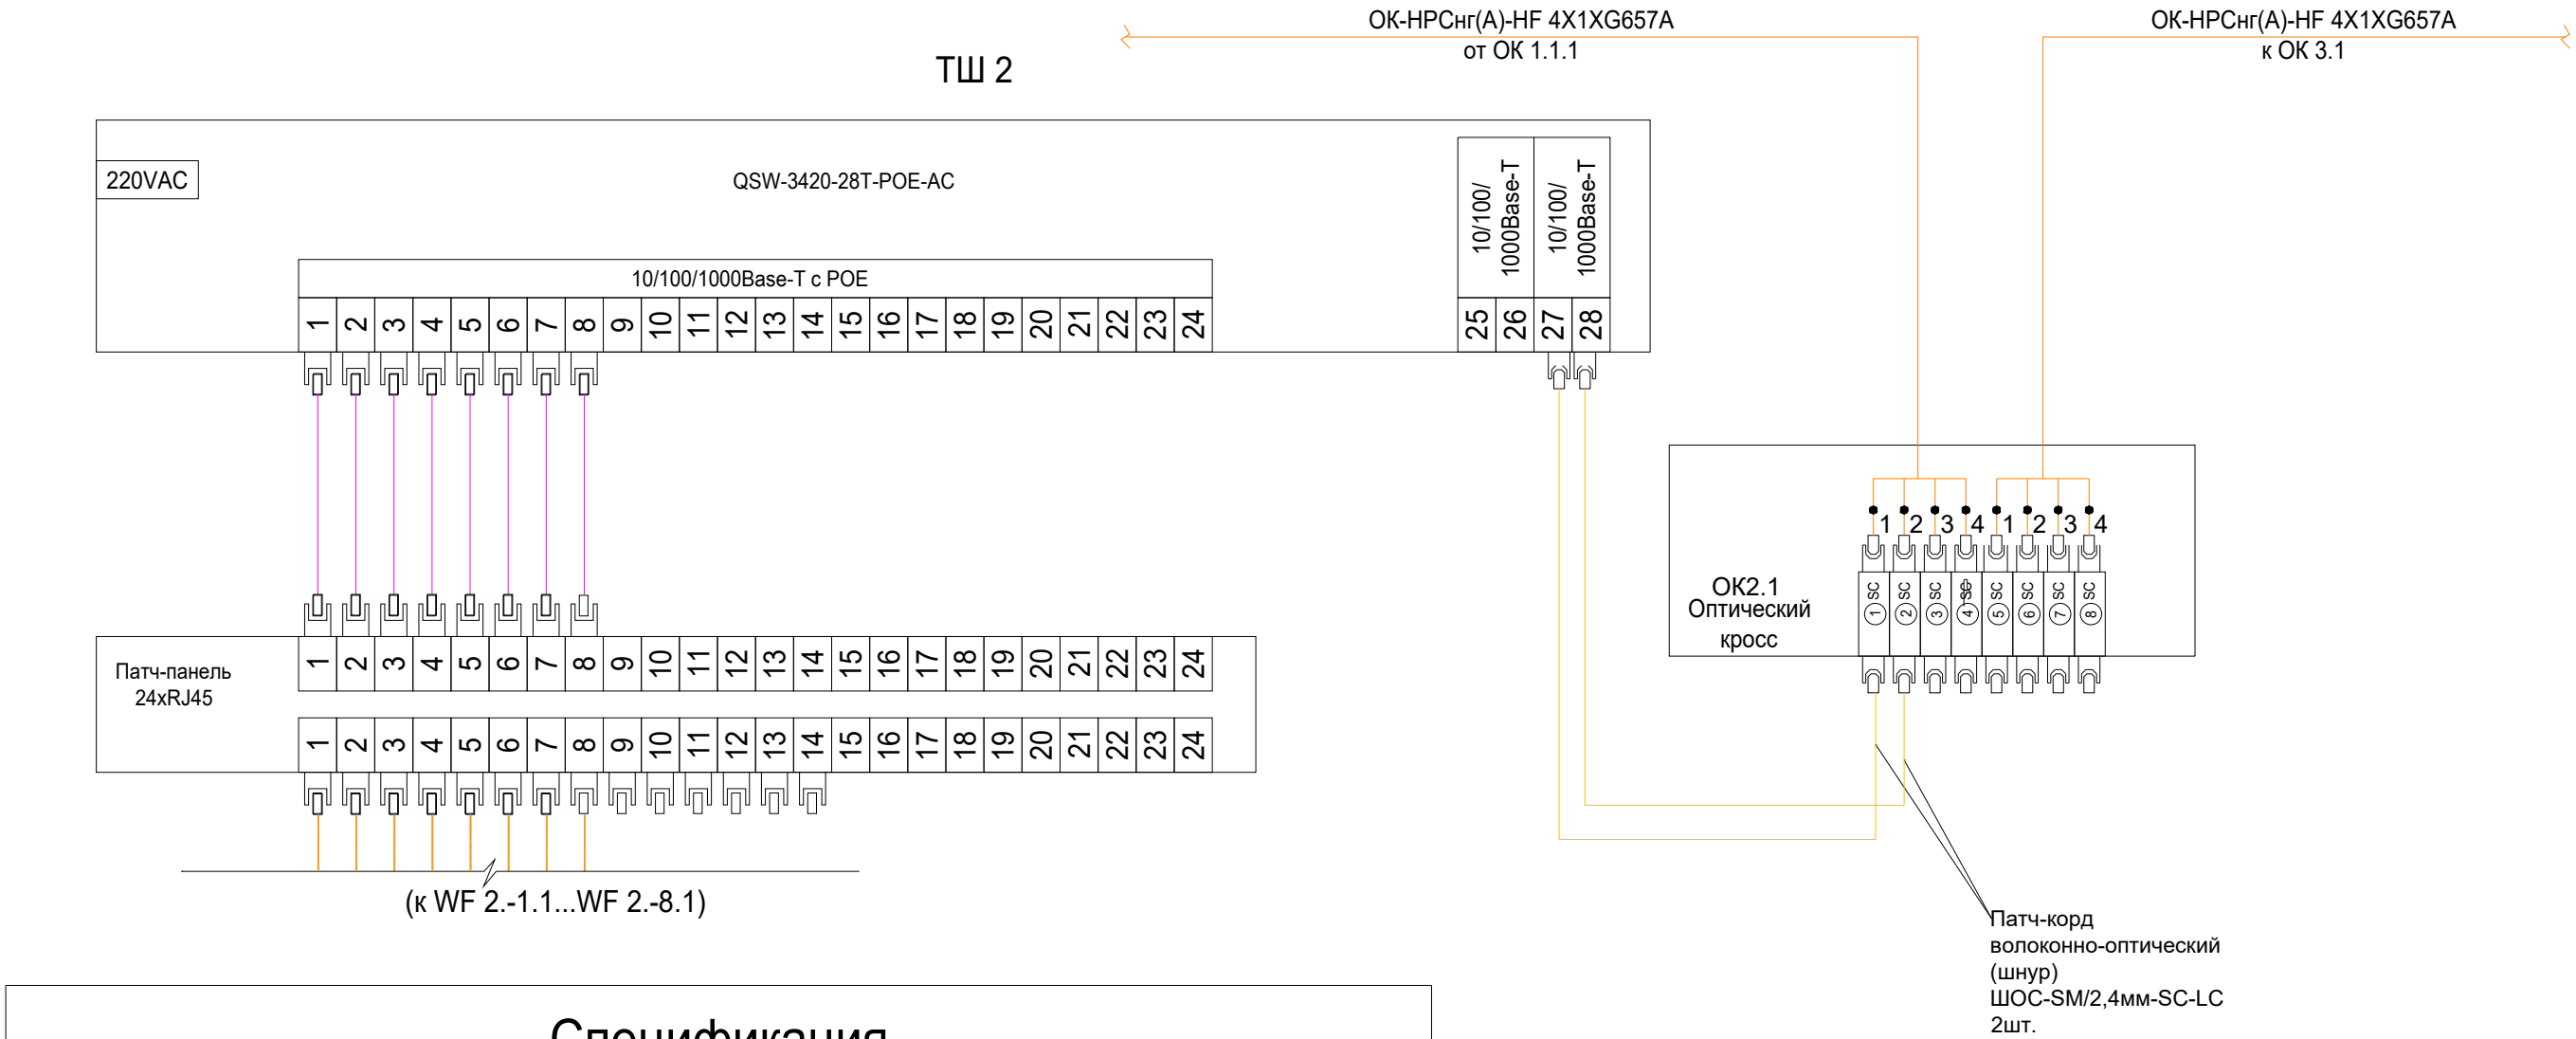 ОК-НРСнг(А)-HF 4X1XG657A
от ОК 1.1.1
ОК-НРСнг(А)-HF 4X1XG657A
к ОК 3.1
ТШ 2
220VAC
QSW-3420-28T-POE-AC
10/100/
1000Base-T
10/100/
1000Base-T
10/100/1000Base-T с POE
1 2 3 4 5 6 7 8 9 10 11 12 13 14 15 16 17 18 19 20 21 22 23 24
25 26 27 28
1 2 3 4 1 2 3 4
ОК2.1
Оптический
кросс
1 SC 2 SC 3 SC 4 SC 5 SC 6 SC 7 SC 8 SC
Патч-панель
24xRJ45
1 2 3 4 5 6 7 8 9 10 11 12 13 14 15 16 17 18 19 20 21 22 23 24
1 2 3 4 5 6 7 8 9 10 11 12 13 14 15 16 17 18 19 20 21 22 23 24
(к WF 2.-1.1...WF 2.-8.1)
Патч-корд
волоконно-оптический
(шнур)
ШОС-SM/2,4мм-SC-LC
2шт.
Спецификация